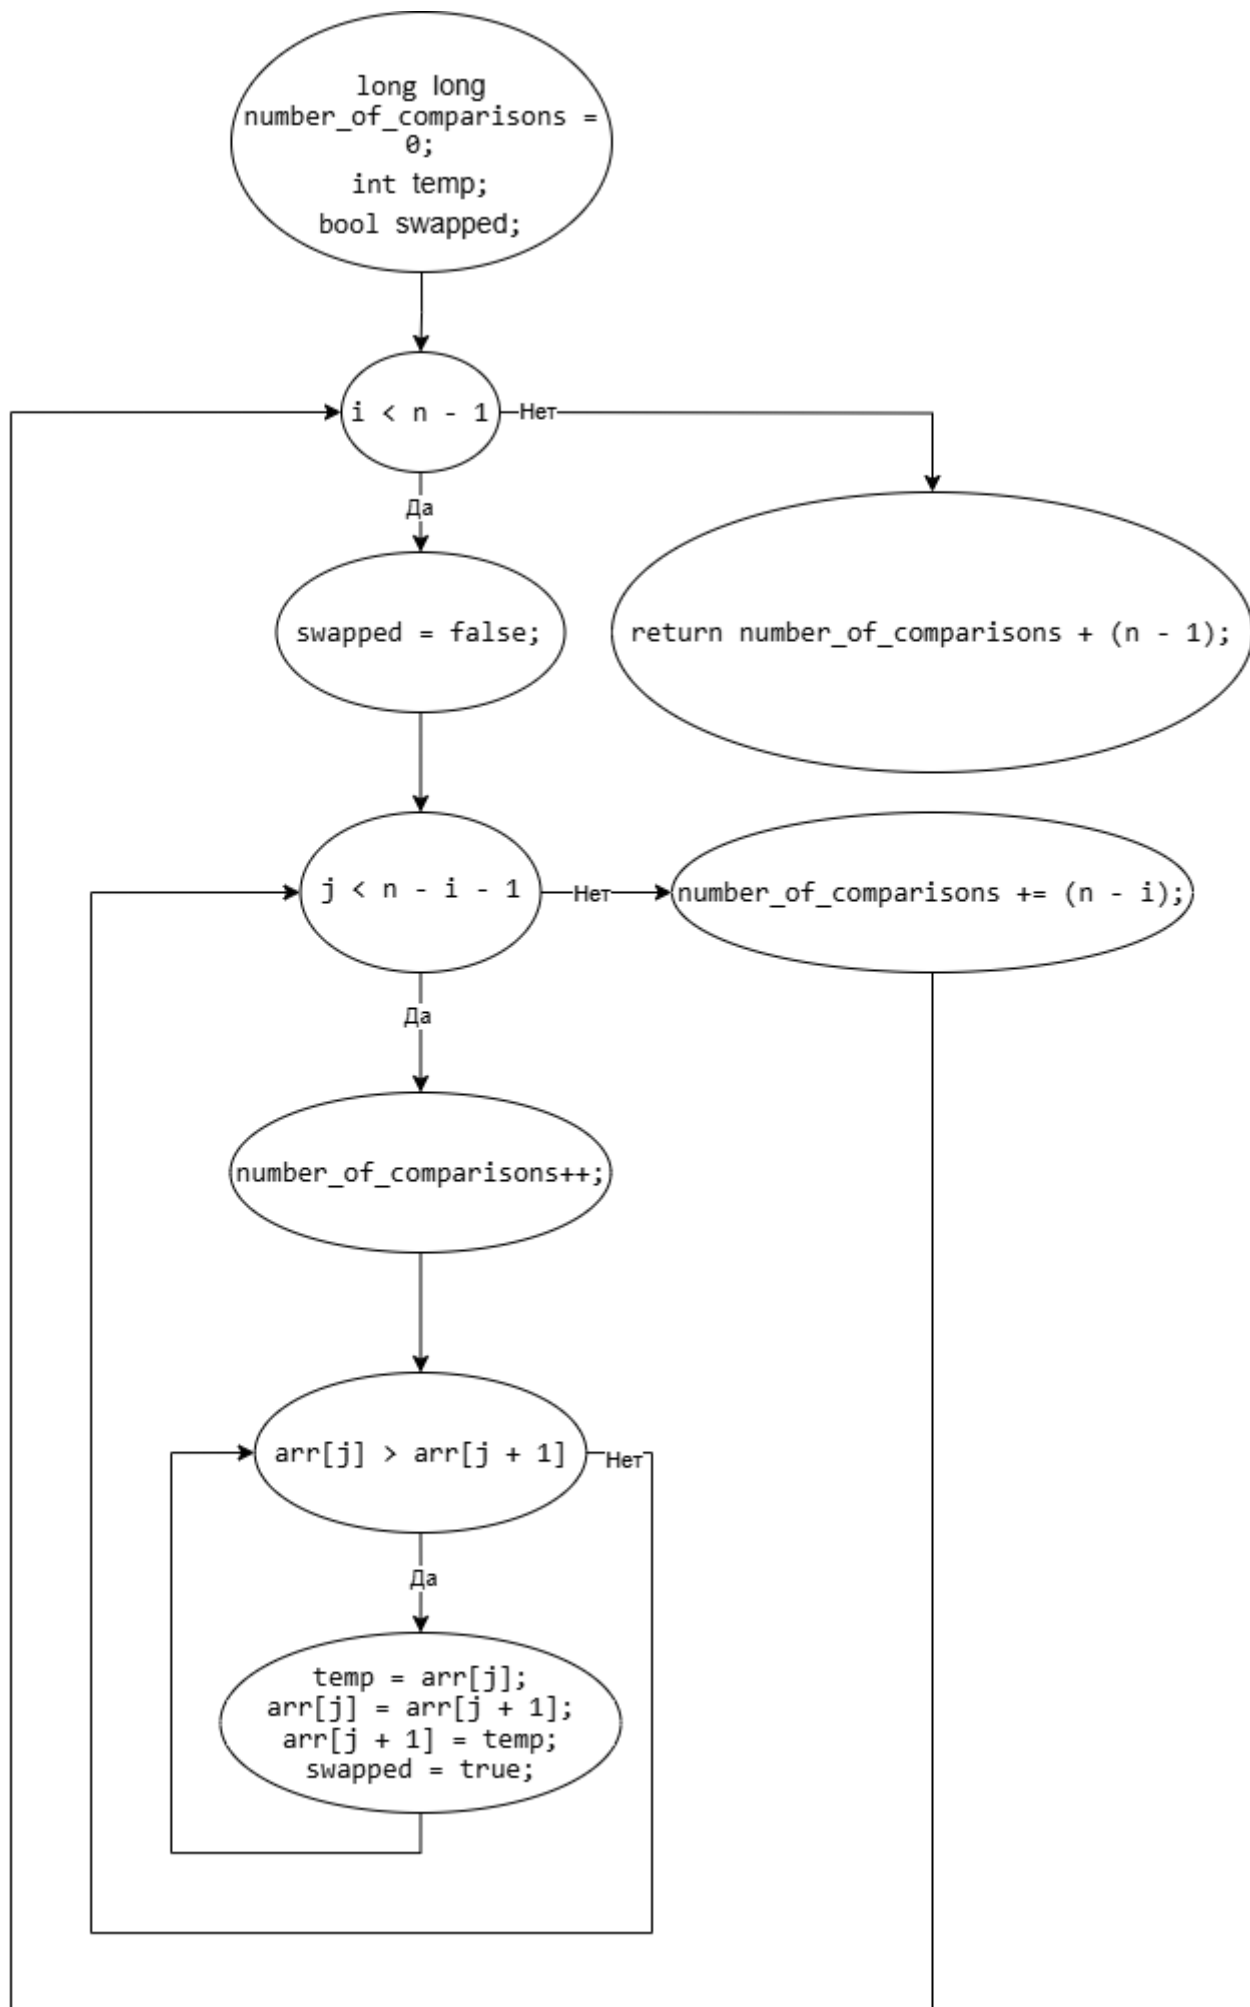 long long
number_of_comparisons =
0;
int temp;
bool swapped;
i < n - 1
Нет
Да
swapped = false;
return number_of_comparisons + (n - 1);
j < n - i - 1
Нет
number_of_comparisons += (n - i);
Да
number_of_comparisons++;
arr[j] > arr[j + 1]
Нет
Да
temp = arr[j];
arr[j] = arr[j + 1];
arr[j + 1] = temp;
swapped = true;